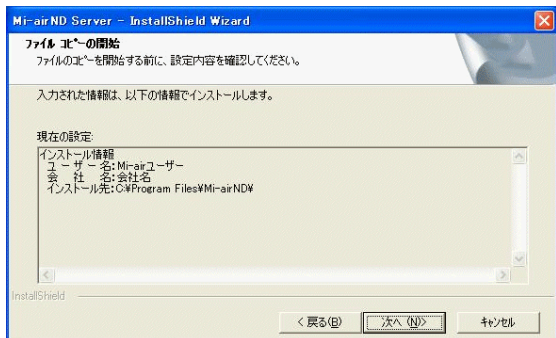 Mi-airND Server - InstallShield Wizard
ファイル コピーの開始
ファイルのコピーを開始する前に、設定内容を確認してください。
入力された情報は、以下の情報でインストールします。
現在の設定:
インストール情報
ユーザー名:Mi-airユーザー
会 社 名:会社名
インストール先:C:¥Program Files¥Mi-airND¥
InstallShield
< 戻る(B) 次へ (N)> キャンセル